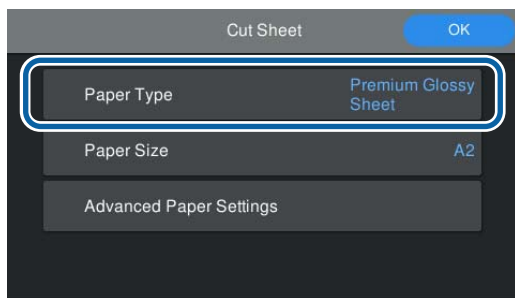 Cut Sheet OK
Paper Type Premium Glossy
Sheet
Paper Size A2
Advanced Paper Settings